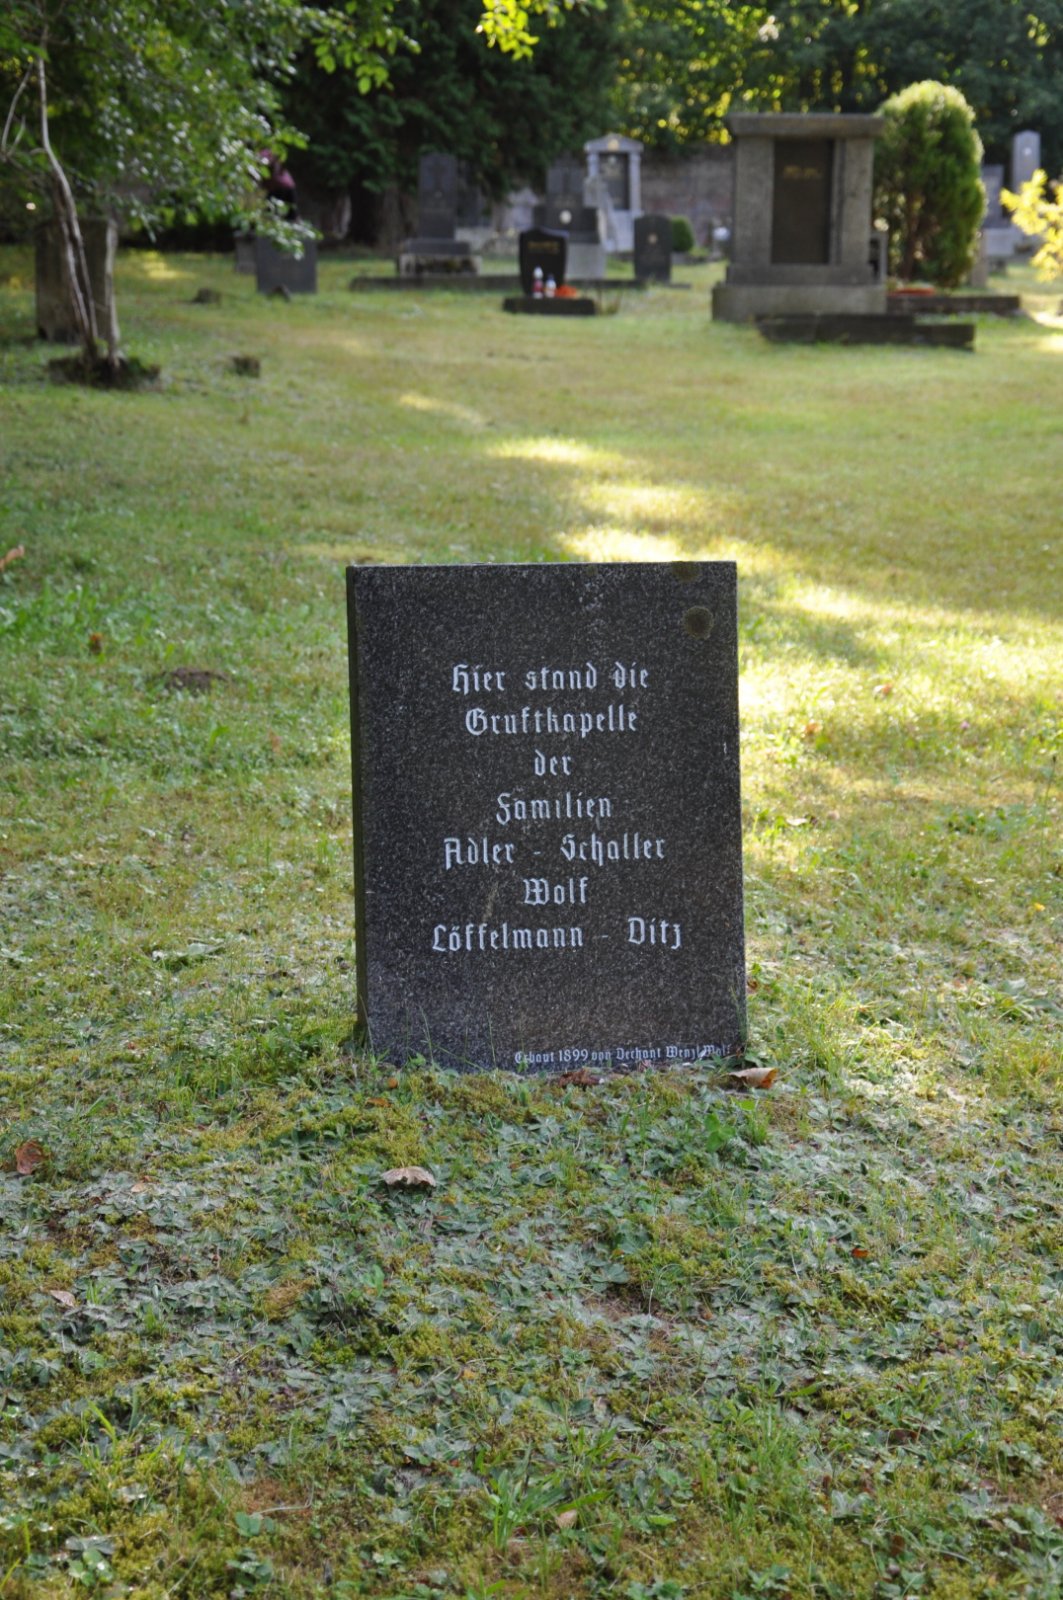 Hier stand die
Gruftkapelle
der
Familien
Adler - Schaller
Wolf
Löffelmann - Ditz
Erbaut 1899 von Dechant Wenzl Wolf